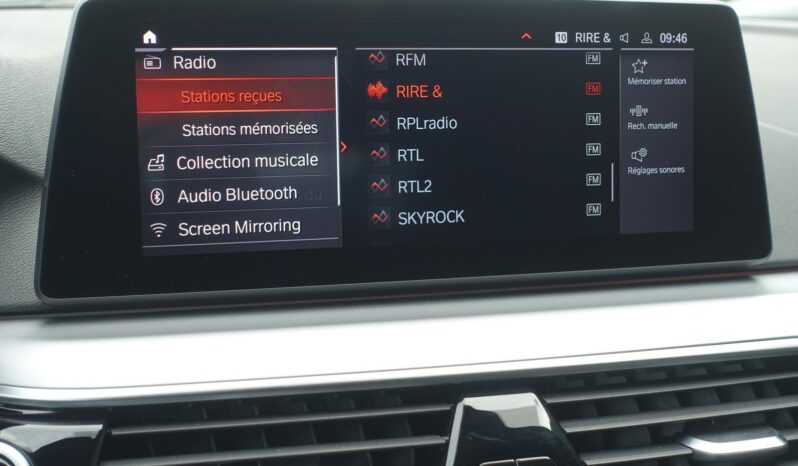 10 RIRE & 09:46
Radio
Stations reçues
Stations mémorisées
Collection musicale
Audio Bluetooth
Screen Mirroring
RFM FM
RIRE & FM
RPLradio FM
RTL FM
RTL2 FM
SKYROCK FM
Mémoriser station
Rech. manuelle
Réglages sonores